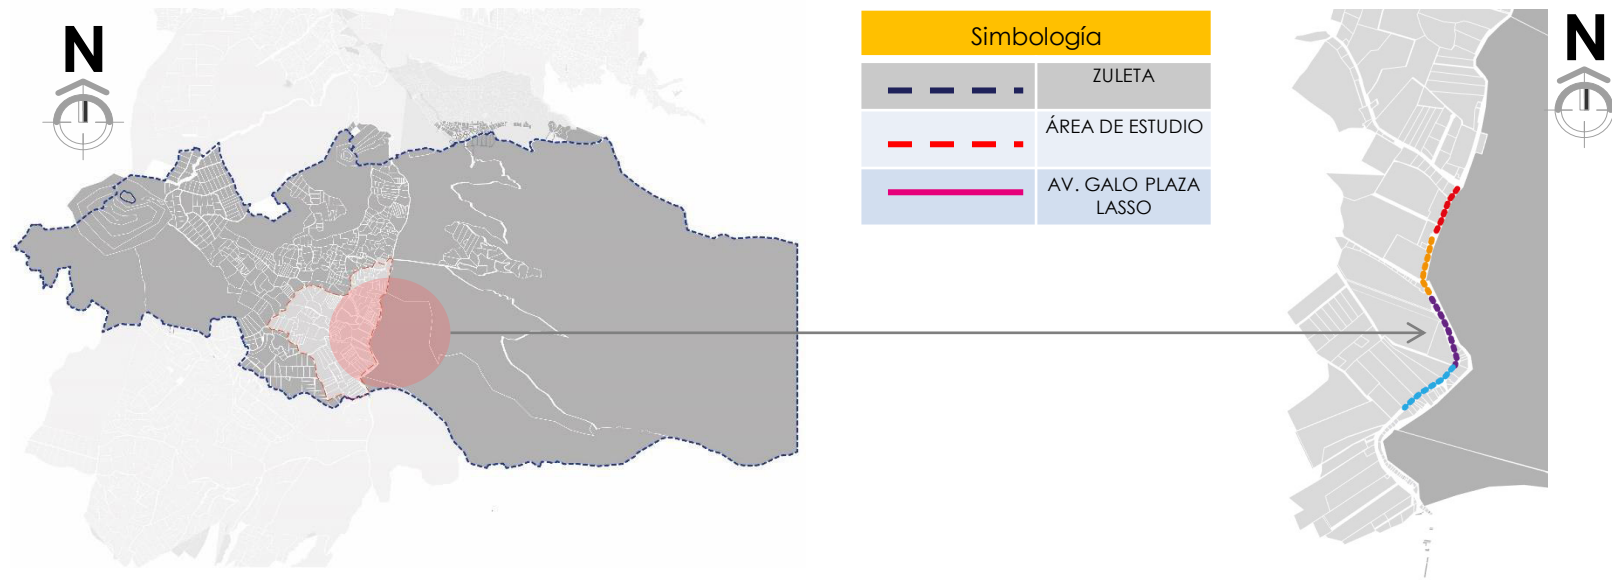 N
Simbología
ZULETA
ÁREA DE ESTUDIO
AV. GALO PLAZA
LASSO
N